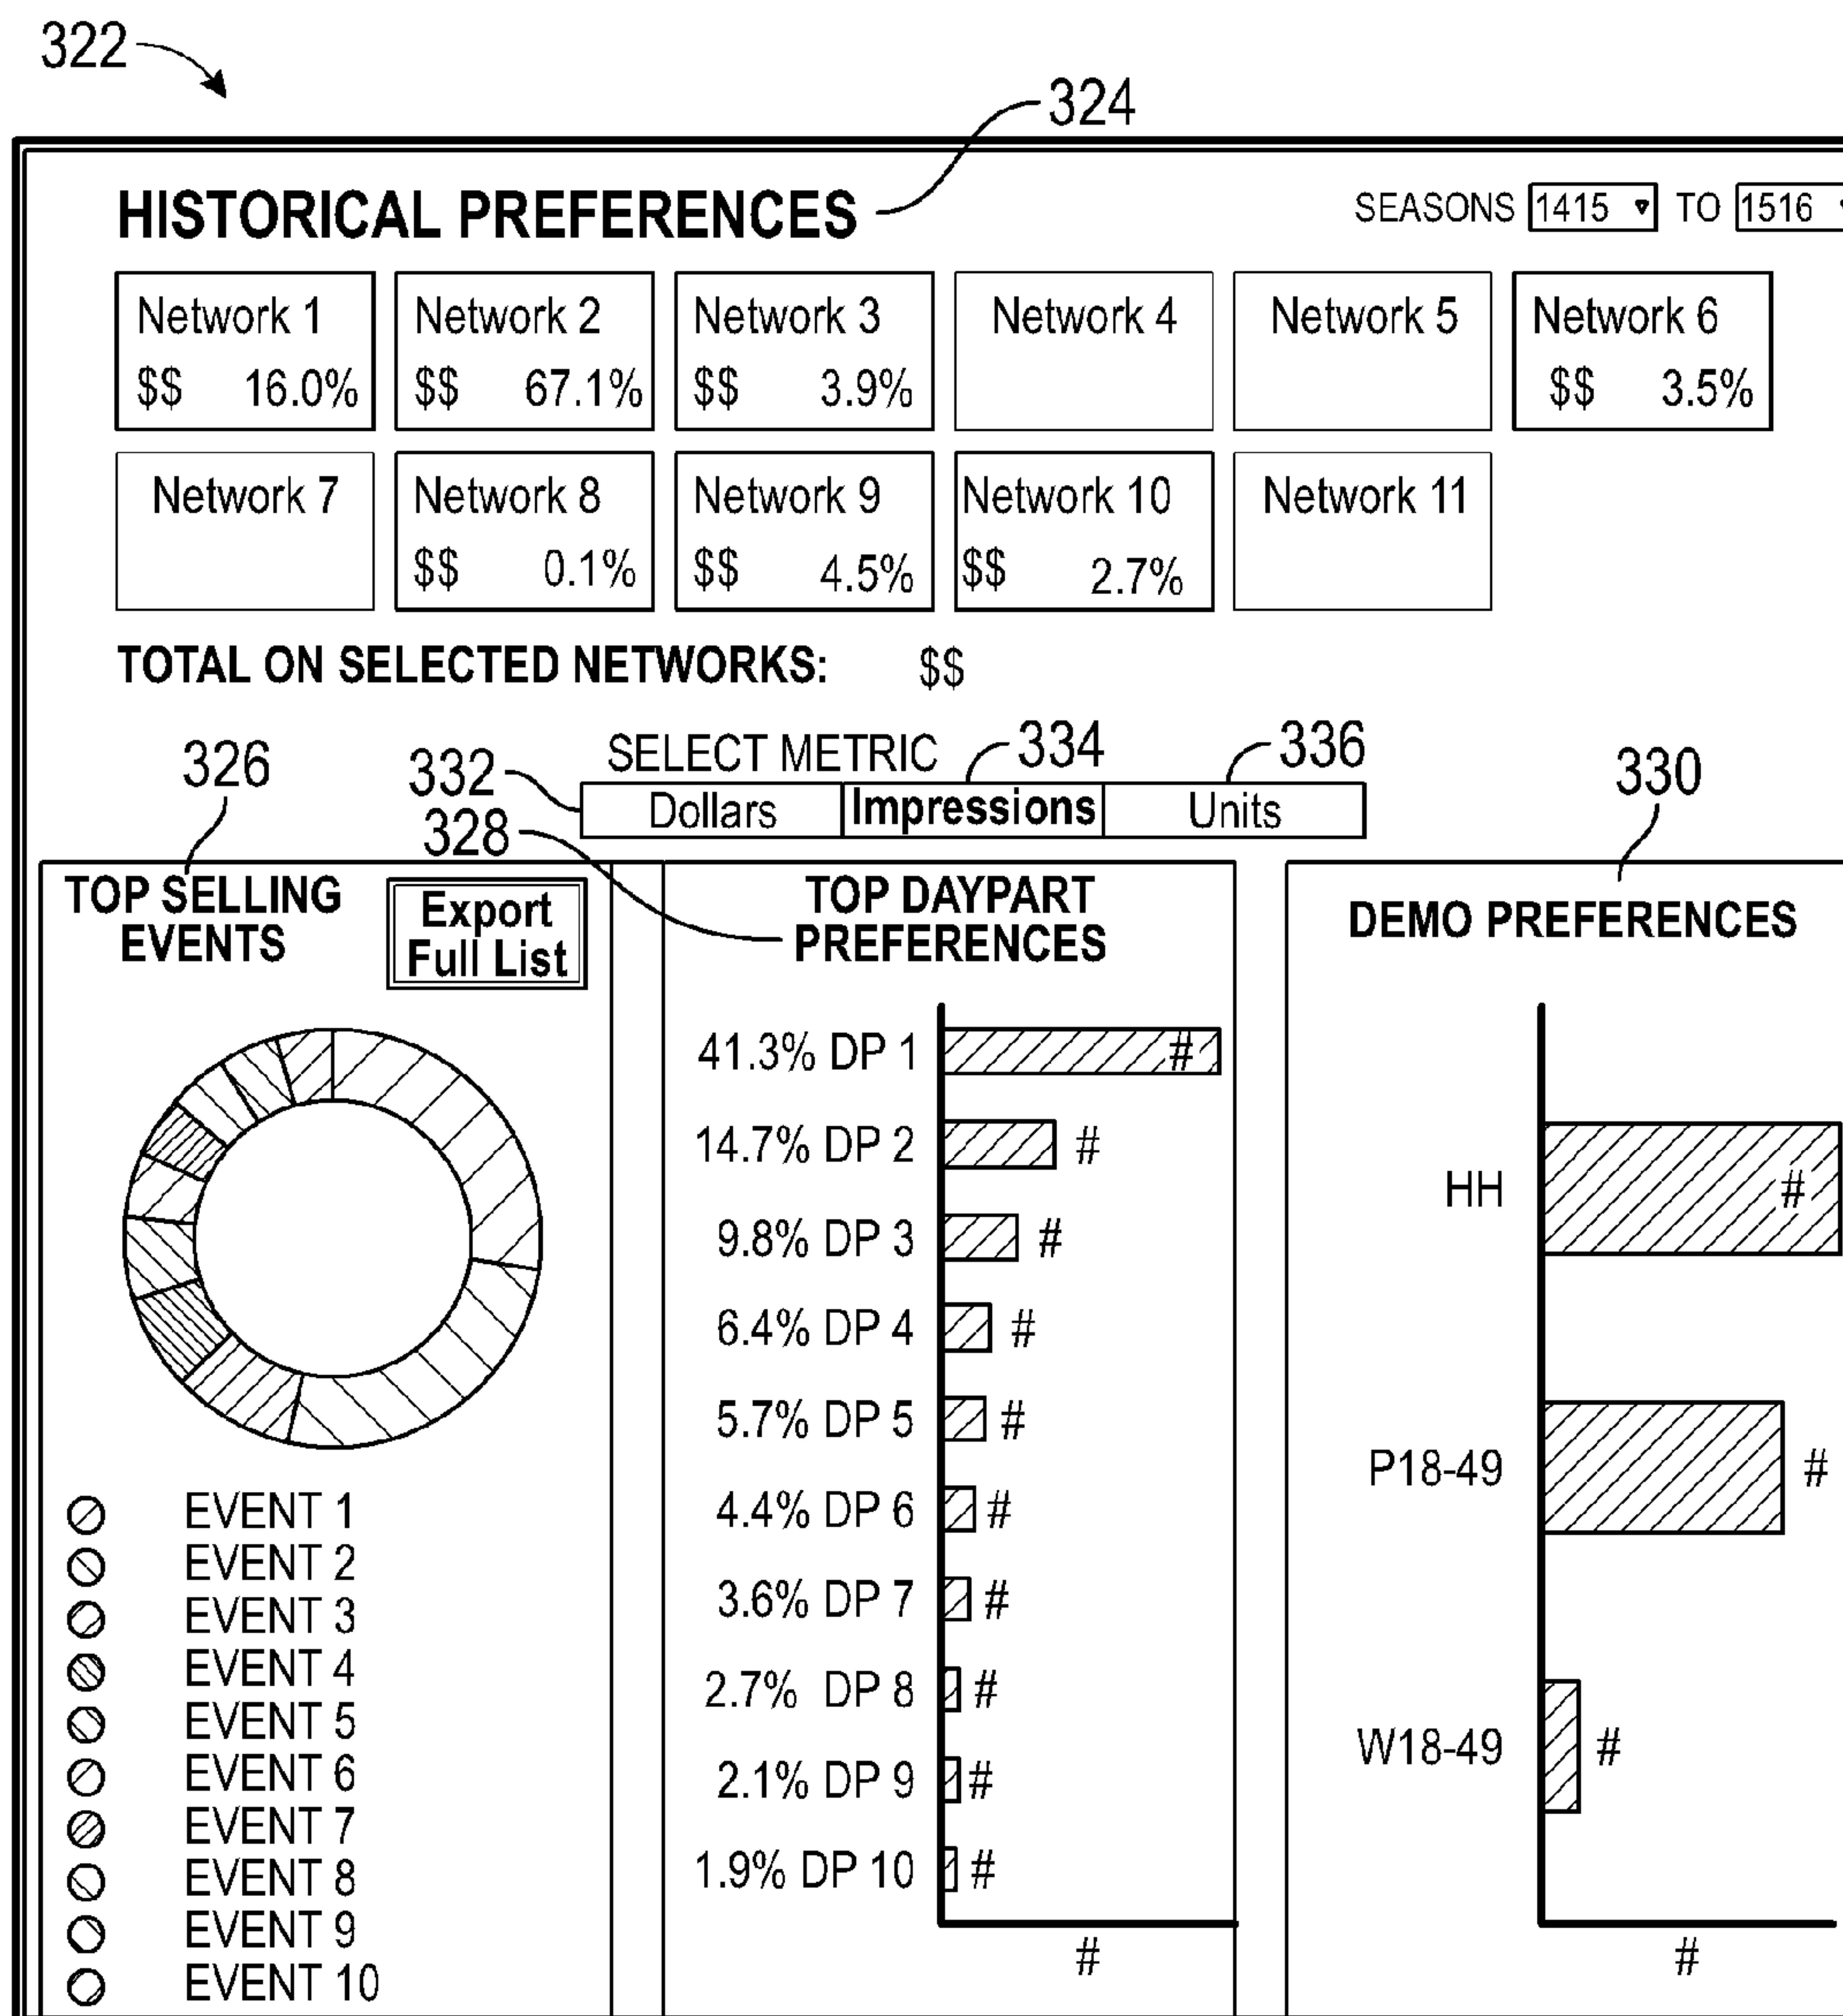 322
324
HISTORICAL PREFERENCES
SEASONS 1415 TO 1516
Network 1 Network 2 Network 3 Network 4 Network 5 Network 6
$$ 16.0% $$ 67.1% $$ 3.9% $$ 3.5%
Network 7 Network 8 Network 9 Network 10 Network 11
$$ 0.1% $$ 4.5% $$ 2.7%
TOTAL ON SELECTED NETWORKS: $$
326
332
SELECT METRIC
334
336
330
Dollars Impressions Units
328
TOP SELLING
EVENTS
Export
Full List
EVENT 1
EVENT 2
EVENT 3
EVENT 4
EVENT 5
EVENT 6
EVENT 7
EVENT 8
EVENT 9
EVENT 10
TOP DAYPART
PREFERENCES
41.3% DP 1 #
14.7% DP 2 #
9.8% DP 3 #
6.4% DP 4 #
5.7% DP 5 #
4.4% DP 6 #
3.6% DP 7 #
2.7% DP 8 #
2.1% DP 9 #
1.9% DP 10 #
#
DEMO PREFERENCES
HH #
P18-49 #
W18-49 #
#